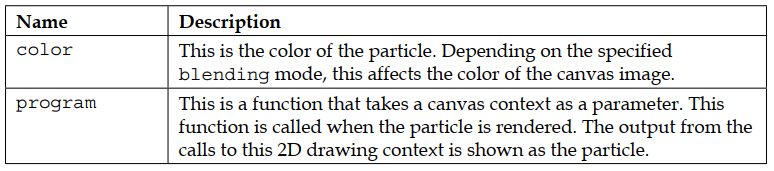 Name Description
color This is the color of the particle. Depending on the specified
blending mode, this affects the color of the canvas image.
program This is a function that takes a canvas context as a parameter. This
function is called when the particle is rendered. The output from the
calls to this 2D drawing context is shown as the particle.